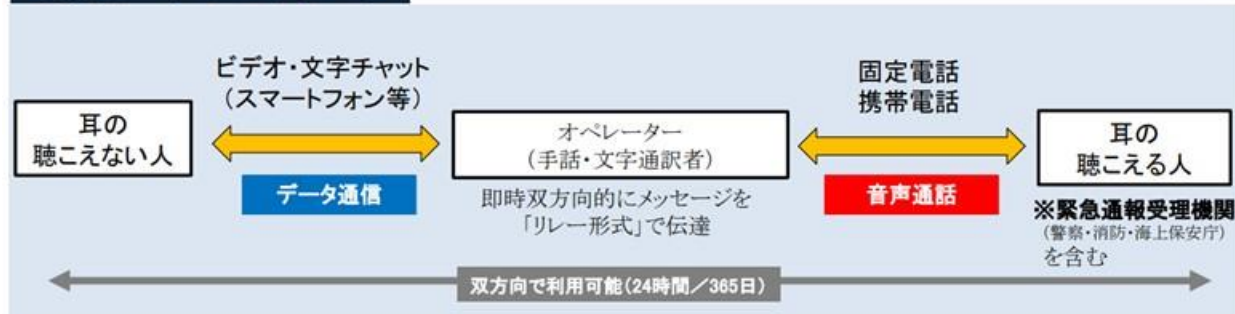 ビデオ・文字チャット
(スマートフォン等)
固定電話
携帯電話
耳の
聴こえない人
オペレーター
(手話・文字通訳者)
耳の
聴こえる人
データ通信
即時双方向的にメッセージを
「リレー形式」で伝達
音声通話
※緊急通報受理機関
(警察・消防・海上保安庁)
を含む
双方向で利用可能(24時間/365日)